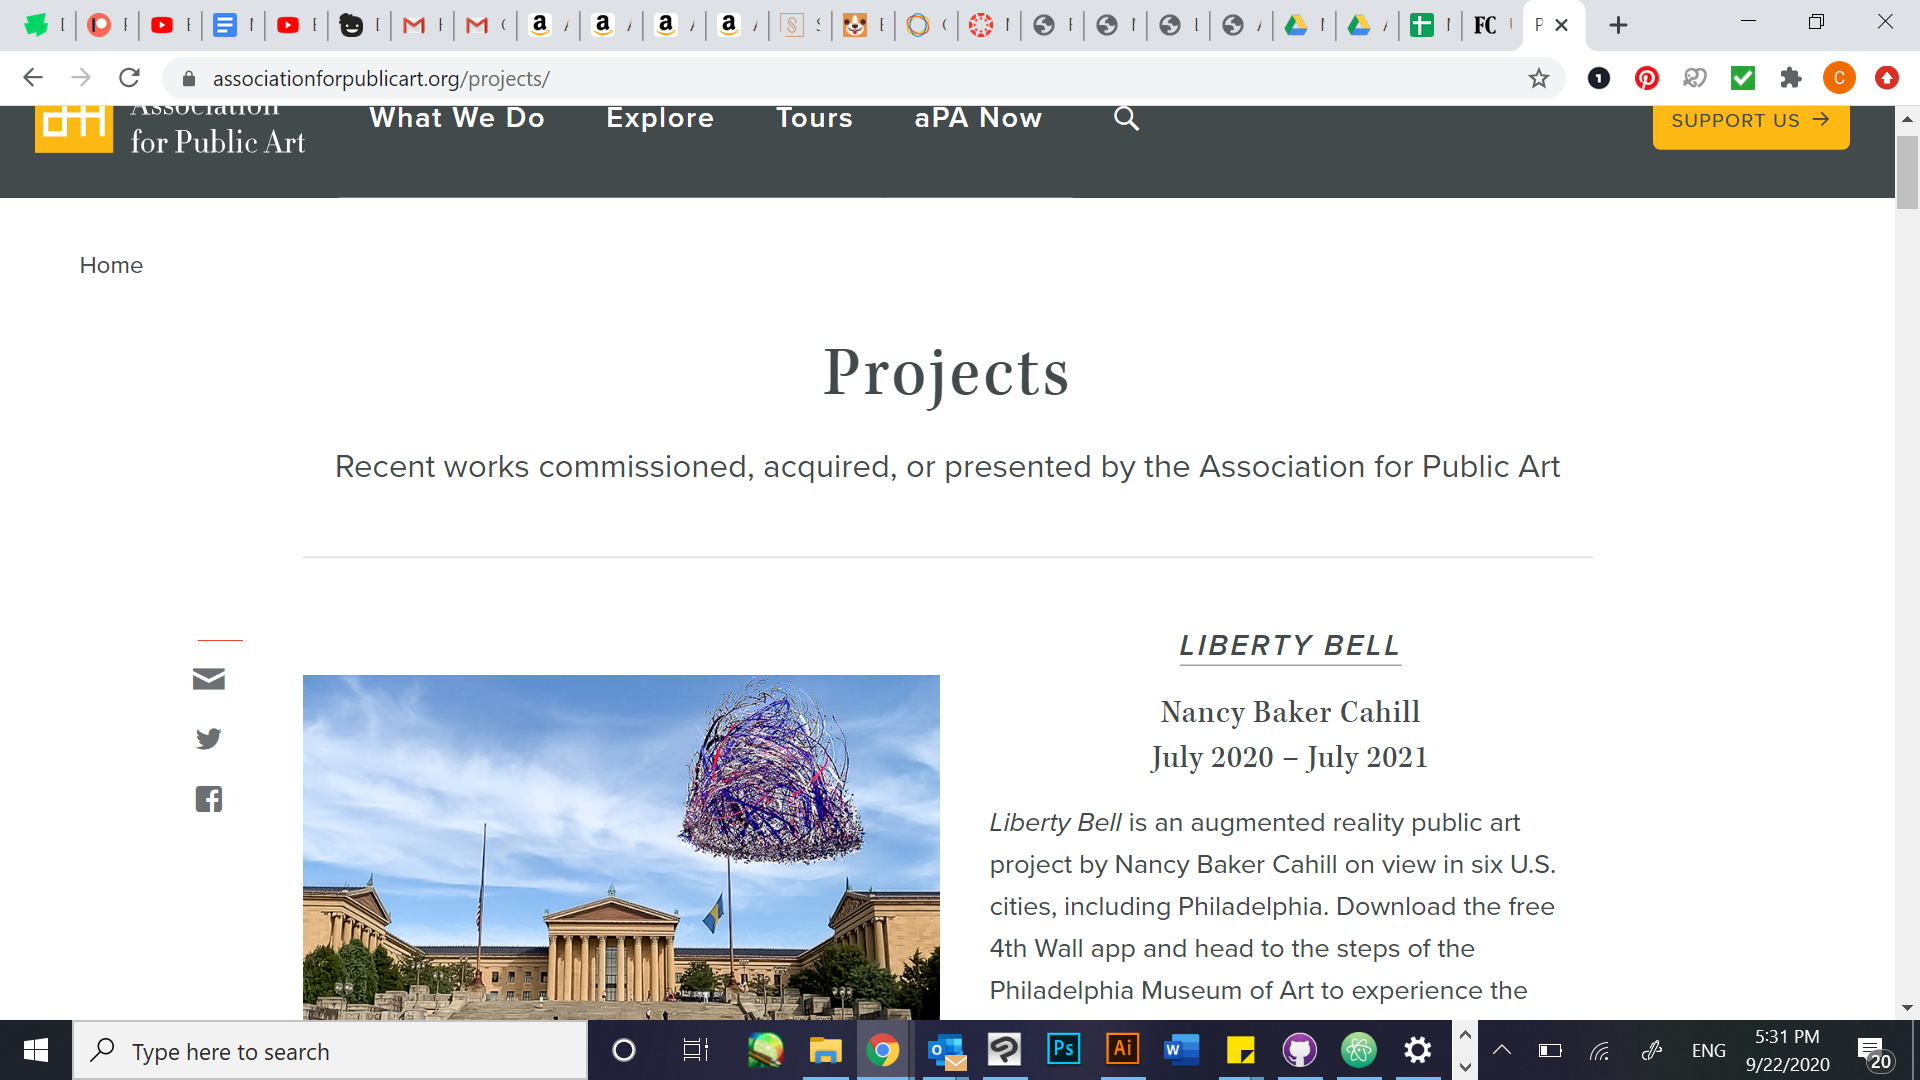 associationforpublicart.org/projects/
Association
for Public Art
What We Do
Explore
Tours
aPA Now
SUPPORT US →
Home
Projects
Recent works commissioned, acquired, or presented by the Association for Public Art
LIBERTY BELL
Nancy Baker Cahill
July 2020 – July 2021
Liberty Bell is an augmented reality public art
project by Nancy Baker Cahill on view in six U.S.
cities, including Philadelphia. Download the free
4th Wall app and head to the steps of the
Philadelphia Museum of Art to experience the
Type here to search
Ps
Ai
W
ENG
5:31 PM
9/22/2020
20